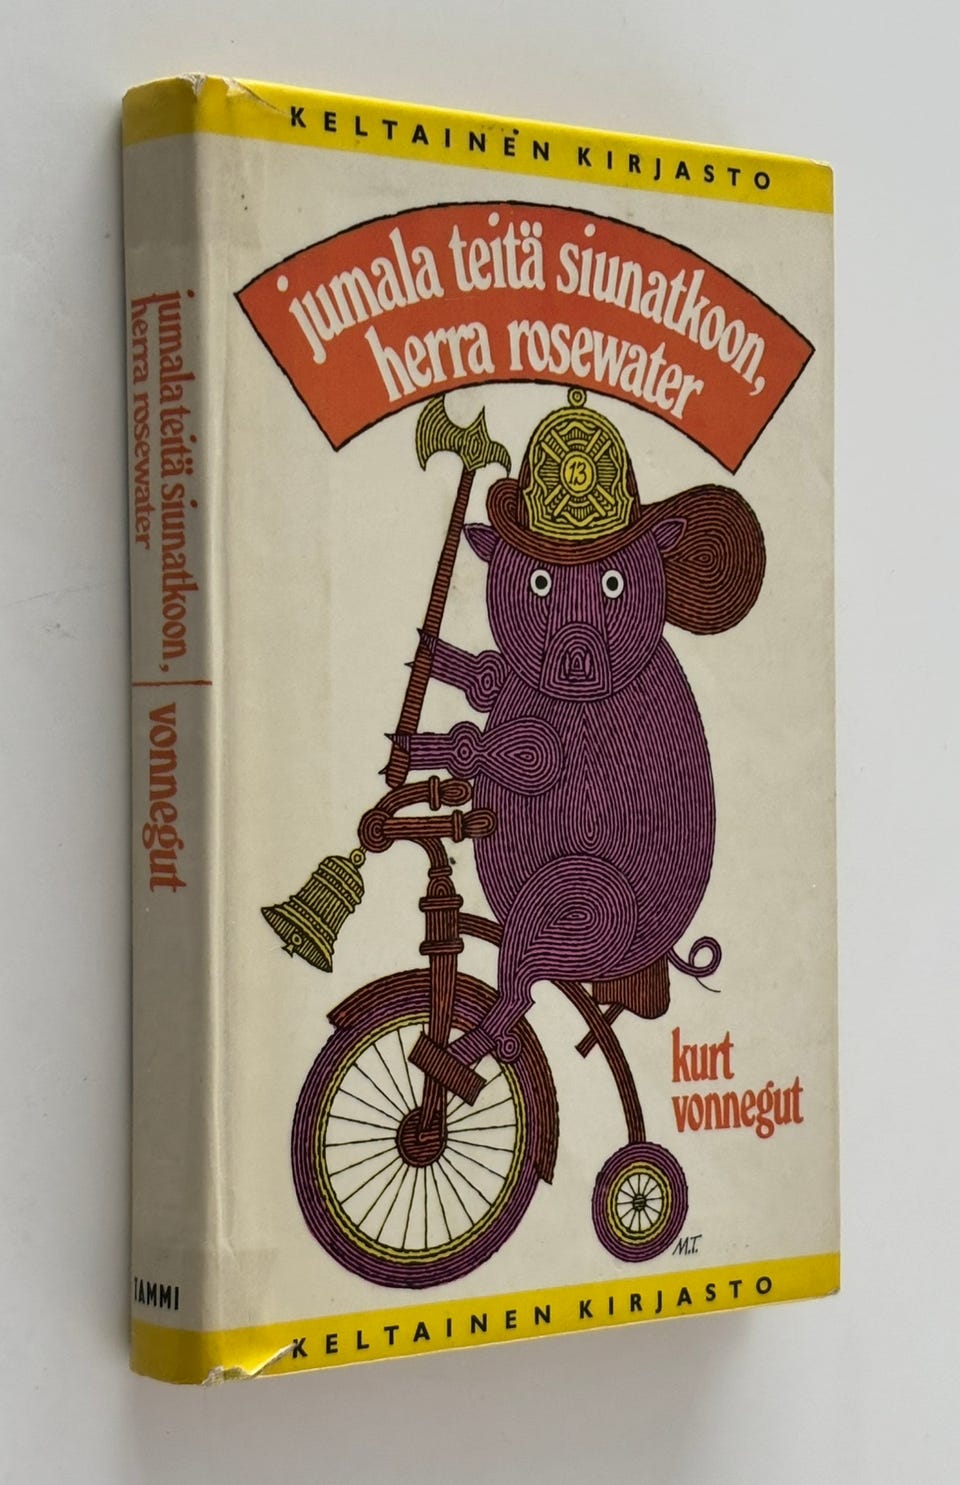 KELTAINEN KIRJASTO
jumala teitä siunatkoon,
herra rosewater
13
kurt
vonnegut
M.T.
KELTAINEN KIRJASTO
jumala teitä siunatkoon,
herra rosewater
vonnegut
TAMMI